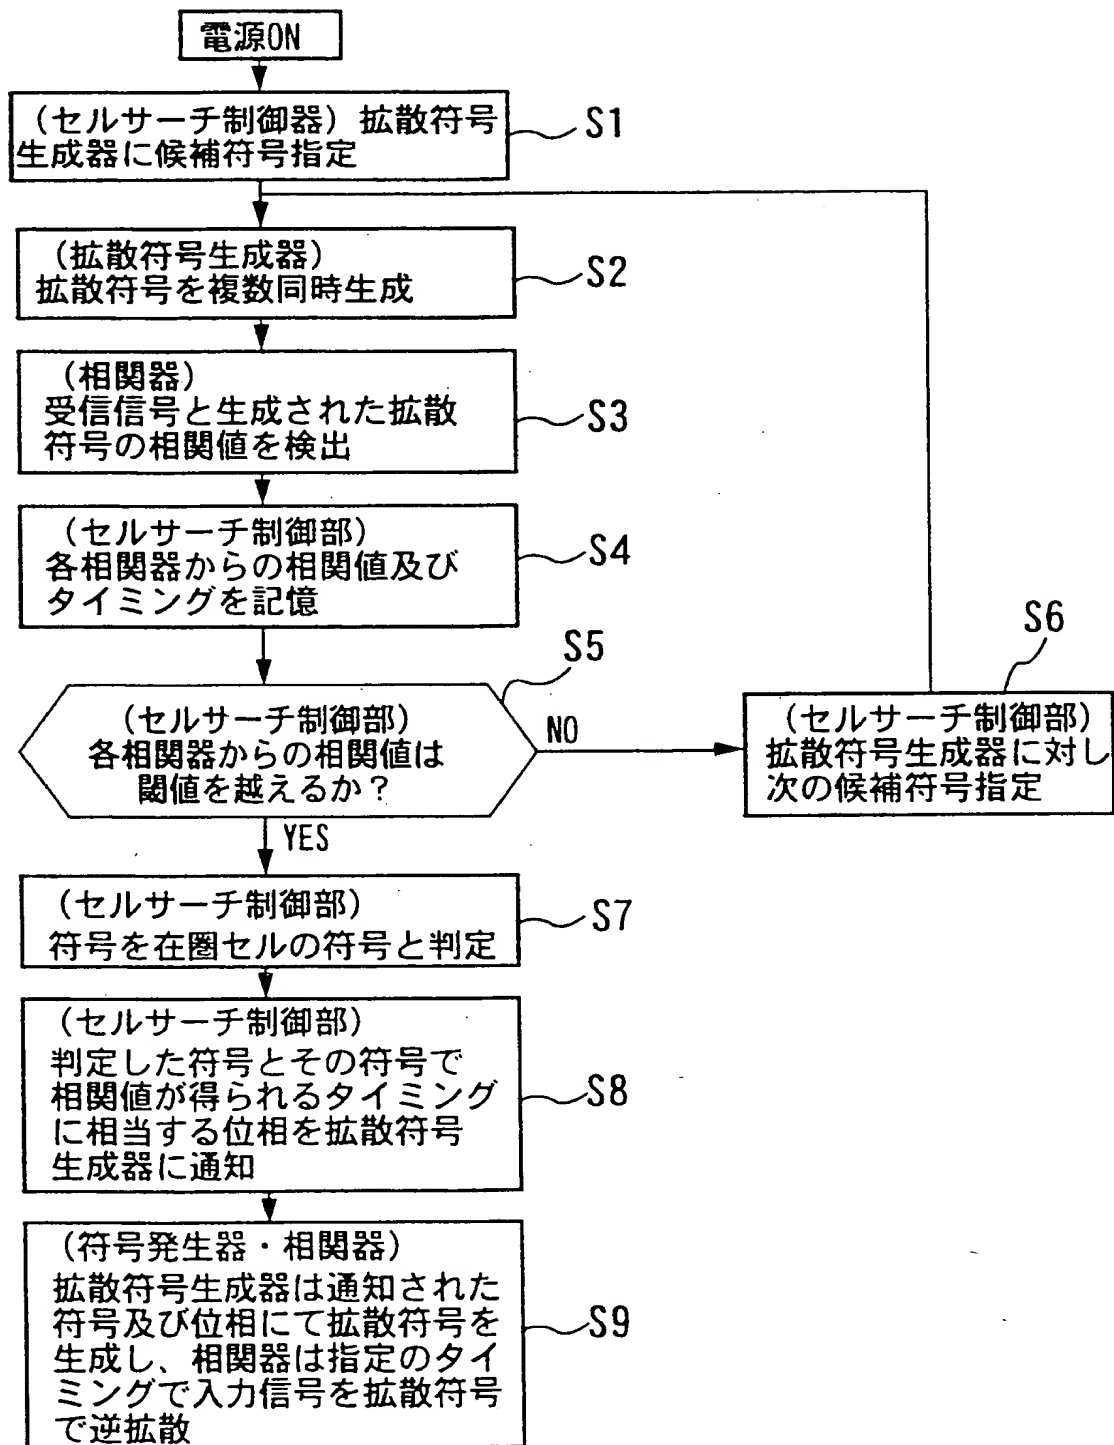 電源ON
(セルサーチ制御器)拡散符号
生成器に候補符号指定
S1
(拡散符号生成器)
拡散符号を複数同時生成
S2
(相関器)
受信信号と生成された拡散
符号の相関値を検出
S3
(セルサーチ制御部)
各相関器からの相関値及び
タイミングを記憶
S4
S5
(セルサーチ制御部)
各相関器からの相関値は
閾値を越えるか?
NO
YES
S6
(セルサーチ制御部)
拡散符号生成器に対し
次の候補符号指定
(セルサーチ制御部)
符号を在圏セルの符号と判定
S7
(セルサーチ制御部)
判定した符号とその符号で
相関値が得られるタイミング
に相当する位相を拡散符号
生成器に通知
S8
(符号発生器・相関器)
拡散符号生成器は通知された
符号及び位相にて拡散符号を
生成し、相関器は指定のタイ
ミングで入力信号を拡散符号
で逆拡散
S9